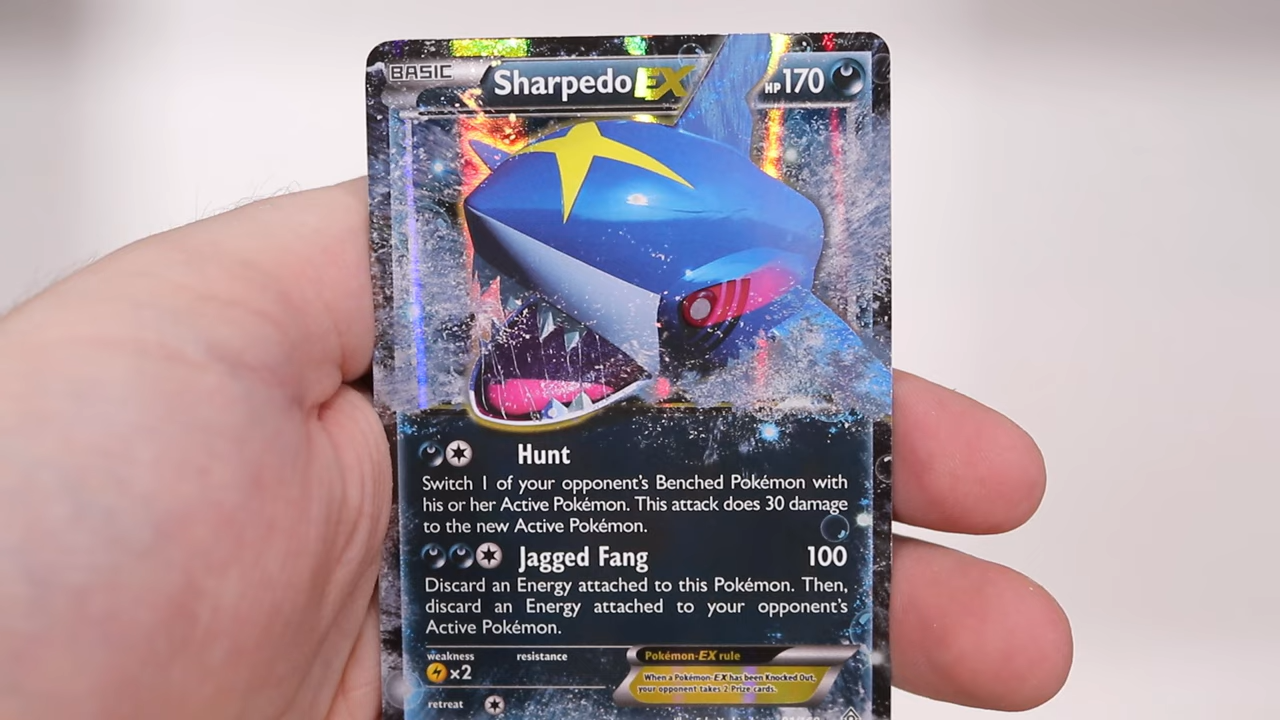 BASIC
Sharpedo EX
HP 170
Hunt
Switch 1 of your opponent's Benched Pokémon with
his or her Active Pokémon. This attack does 30 damage
to the new Active Pokémon.
Jagged Fang 100
Discard an Energy attached to this Pokémon. Then,
discard an Energy attached to your opponent's
Active Pokémon.
weakness resistance
×2
Pokémon-EX rule
When a Pokémon-EX has been Knocked Out,
your opponent takes 2 Prize cards.
retreat